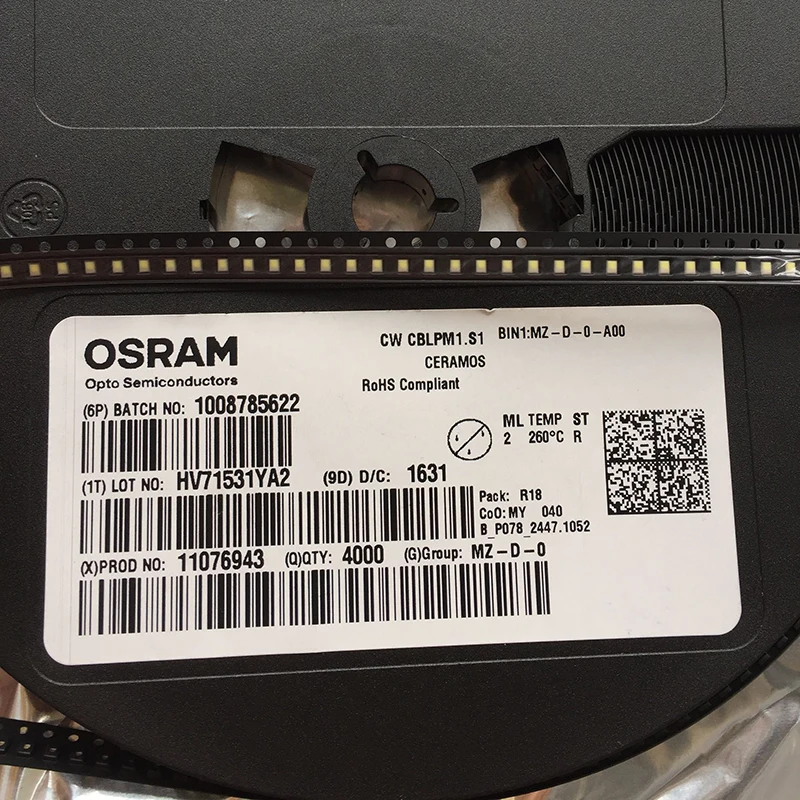 OSRAM
Opto Semiconductors
CW CBLPM1.S1 BIN1:MZ-D-0-A00
CERAMOS
RoHS Compliant
(6P) BATCH NO: 1008785622
ML TEMP ST
2 260°C R
(1T) LOT NO: HV71531YA2 (9D) D/C: 1631
Pack: R18
CoO: MY 040
B_P078_2447.1052
(X)PROD NO: 11076943 (Q)QTY: 4000 (G)Group: MZ-D-0